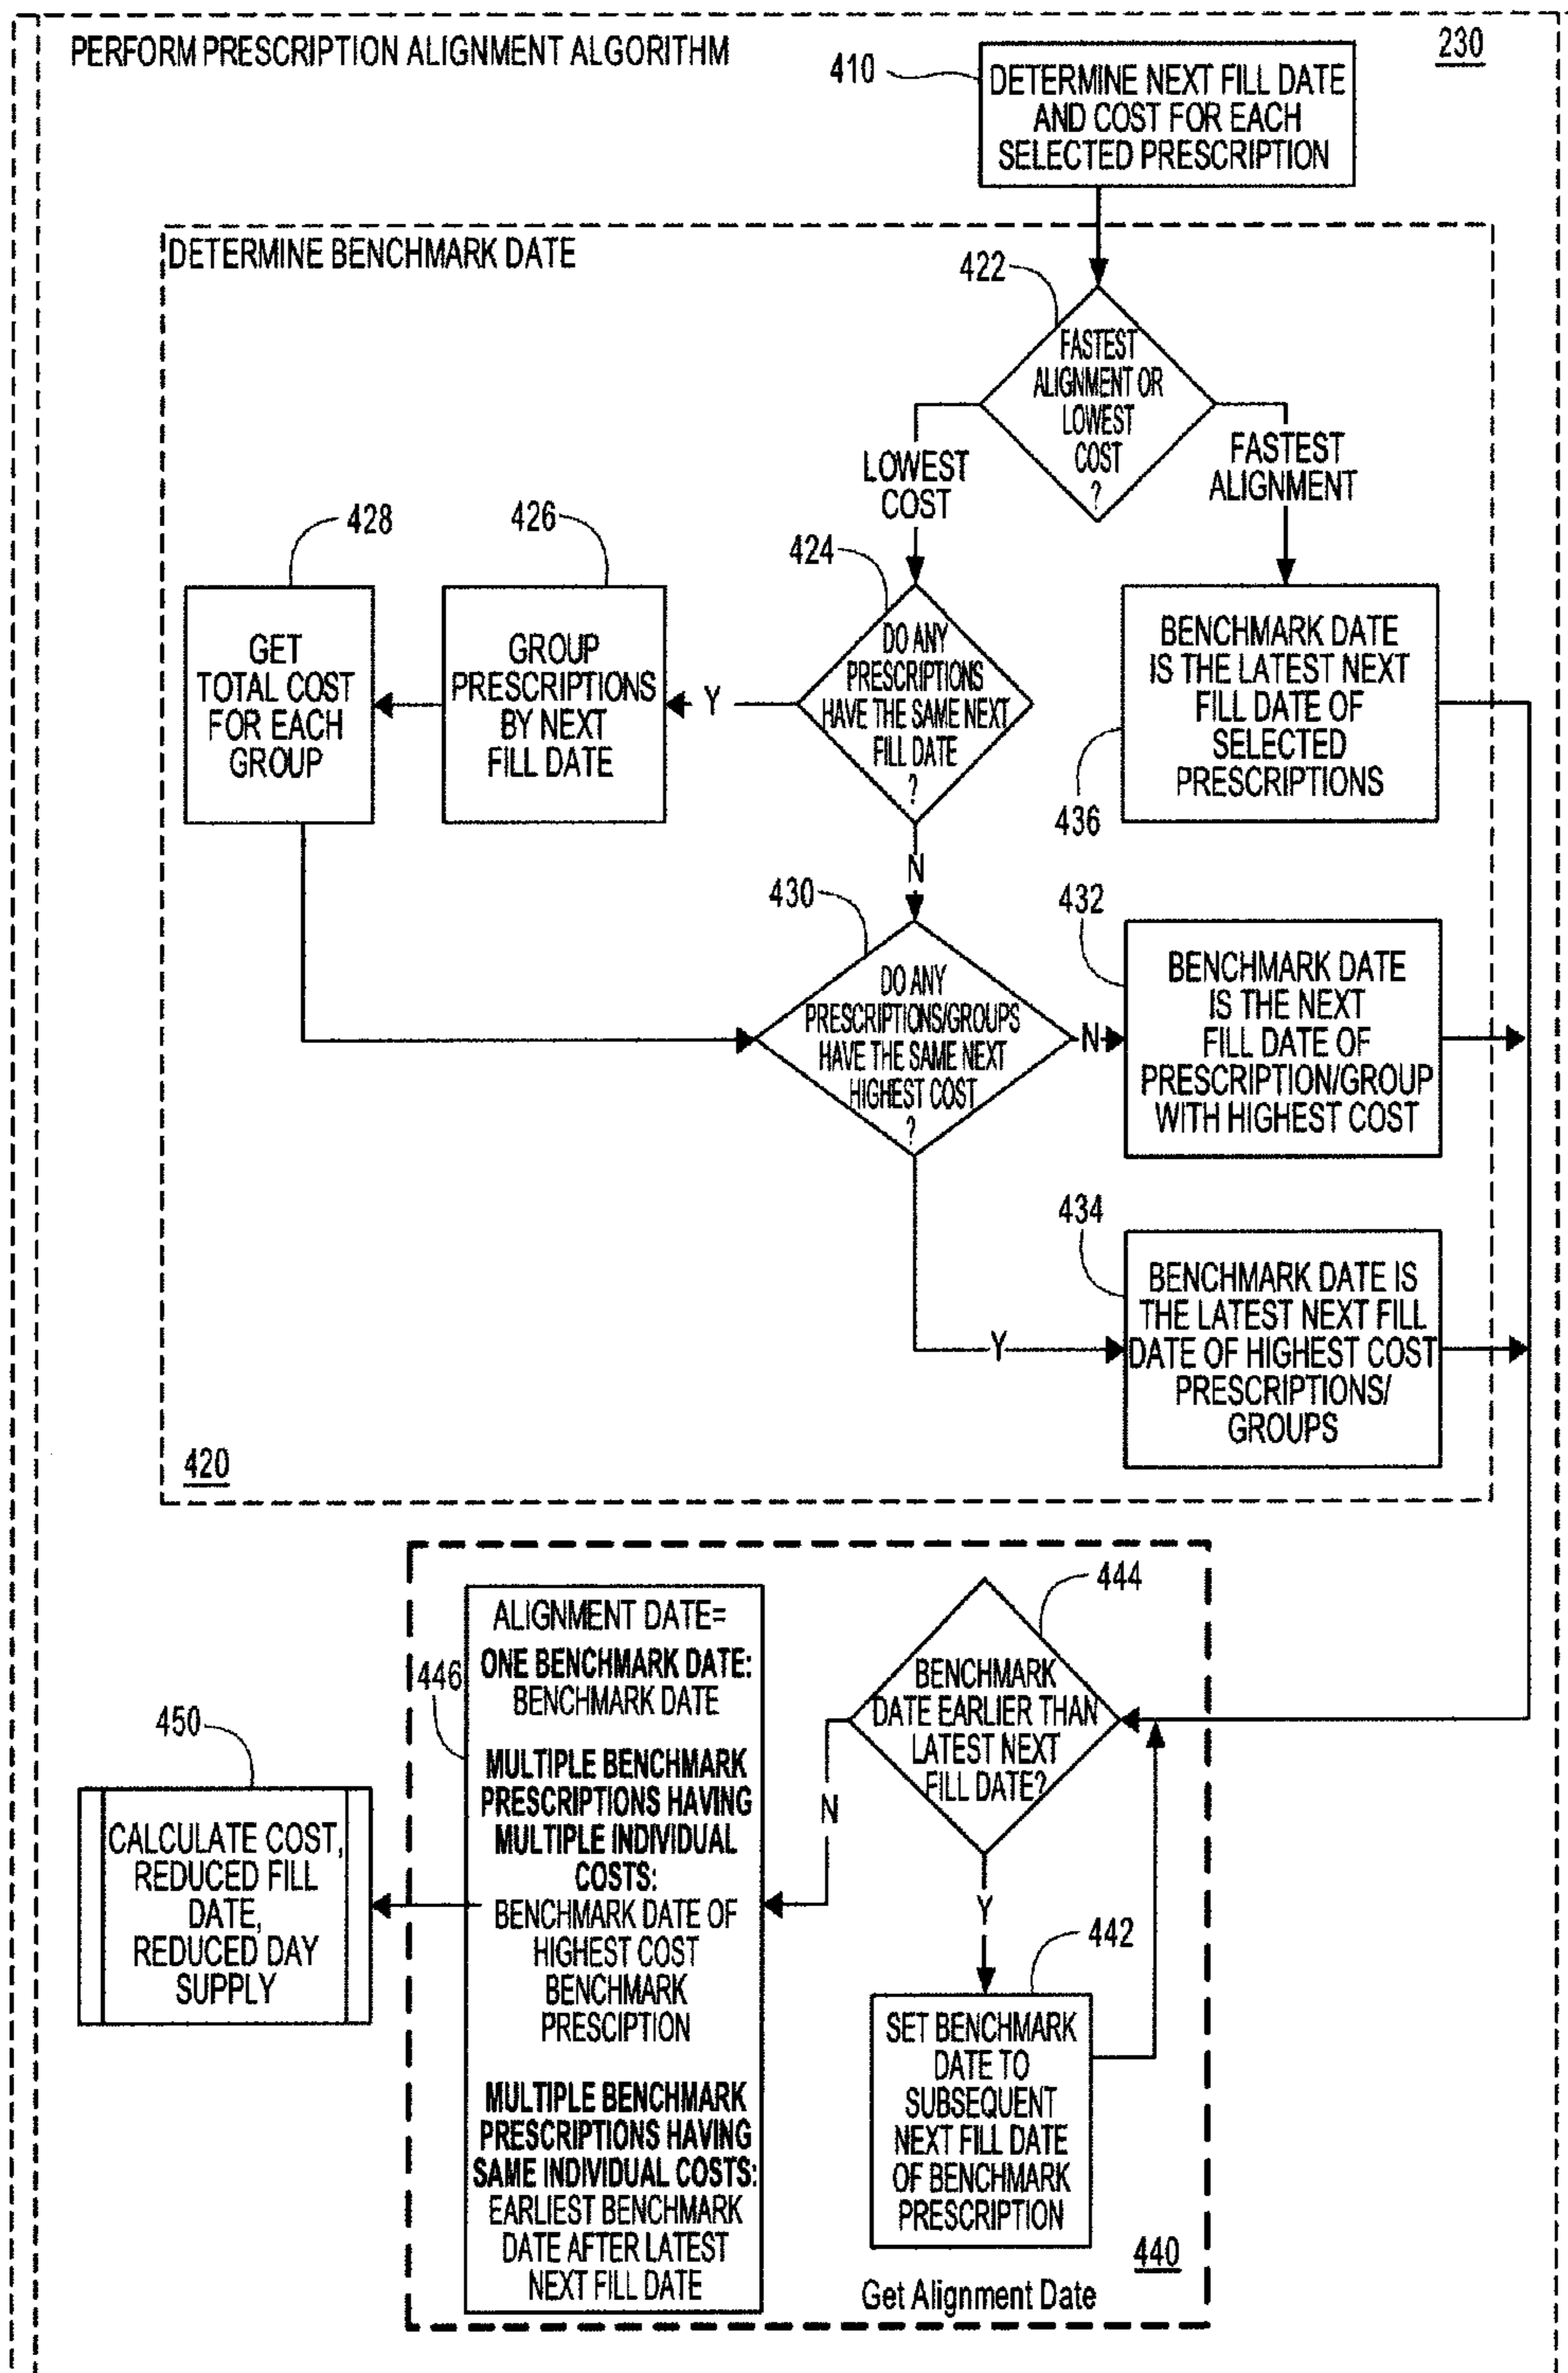 PERFORM PRESCRIPTION ALIGNMENT ALGORITHM
230
410
DETERMINE NEXT FILL DATE
AND COST FOR EACH
SELECTED PRESCRIPTION
DETERMINE BENCHMARK DATE
422
FASTEST
ALIGNMENT OR
LOWEST
COST
?
LOWEST
COST
FASTEST
ALIGNMENT
428
GET
TOTAL COST
FOR EACH
GROUP
426
GROUP
PRESCRIPTIONS
BY NEXT
FILL DATE
Y
424
DO ANY
PRESCRIPTIONS
HAVE THE SAME NEXT
FILL DATE
?
N
BENCHMARK DATE
IS THE LATEST NEXT
FILL DATE OF
SELECTED
PRESCRIPTIONS
436
430
DO ANY
PRESCRIPTIONS/GROUPS
HAVE THE SAME NEXT
HIGHEST COST
?
N
432
BENCHMARK DATE
IS THE NEXT
FILL DATE OF
PRESCRIPTION/GROUP
WITH HIGHEST COST
Y
434
BENCHMARK DATE IS
THE LATEST NEXT FILL
DATE OF HIGHEST COST
PRESCRIPTIONS/
GROUPS
420
444
BENCHMARK
DATE EARLIER THAN
LATEST NEXT
FILL DATE?
N
Y
442
SET BENCHMARK
DATE TO
SUBSEQUENT
NEXT FILL DATE
OF BENCHMARK
PRESCRIPTION
446
ALIGNMENT DATE=
ONE BENCHMARK DATE:
BENCHMARK DATE
MULTIPLE BENCHMARK
PRESCRIPTIONS HAVING
MULTIPLE INDIVIDUAL
COSTS:
BENCHMARK DATE OF
HIGHEST COST
BENCHMARK
PRESCIPTION
MULTIPLE BENCHMARK
PRESCRIPTIONS HAVING
SAME INDIVIDUAL COSTS:
EARLIEST BENCHMARK
DATE AFTER LATEST
NEXT FILL DATE
440
Get Alignment Date
450
CALCULATE COST,
REDUCED FILL
DATE,
REDUCED DAY
SUPPLY